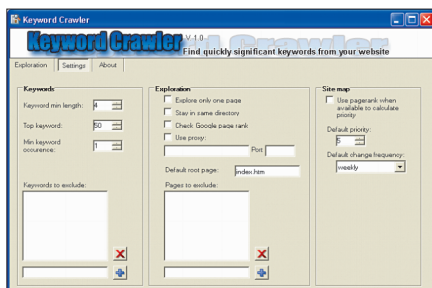 Keyword Crawler
Keyword Crawler V 1.0
Find quickly significant keywords from your website
Exploration Settings About
Keywords
Keyword min length: 4
Top keyword: 50
Min keyword occurence: 1
Keywords to exclude:
Exploration
Explore only one page
Stay in same directory
Check Google page rank
Use proxy:
Port
Default root page: index.htm
Pages to exclude:
Site map
Use pagerank when
available to calculate
priority
Default priority:
5
Default change frequency:
weekly